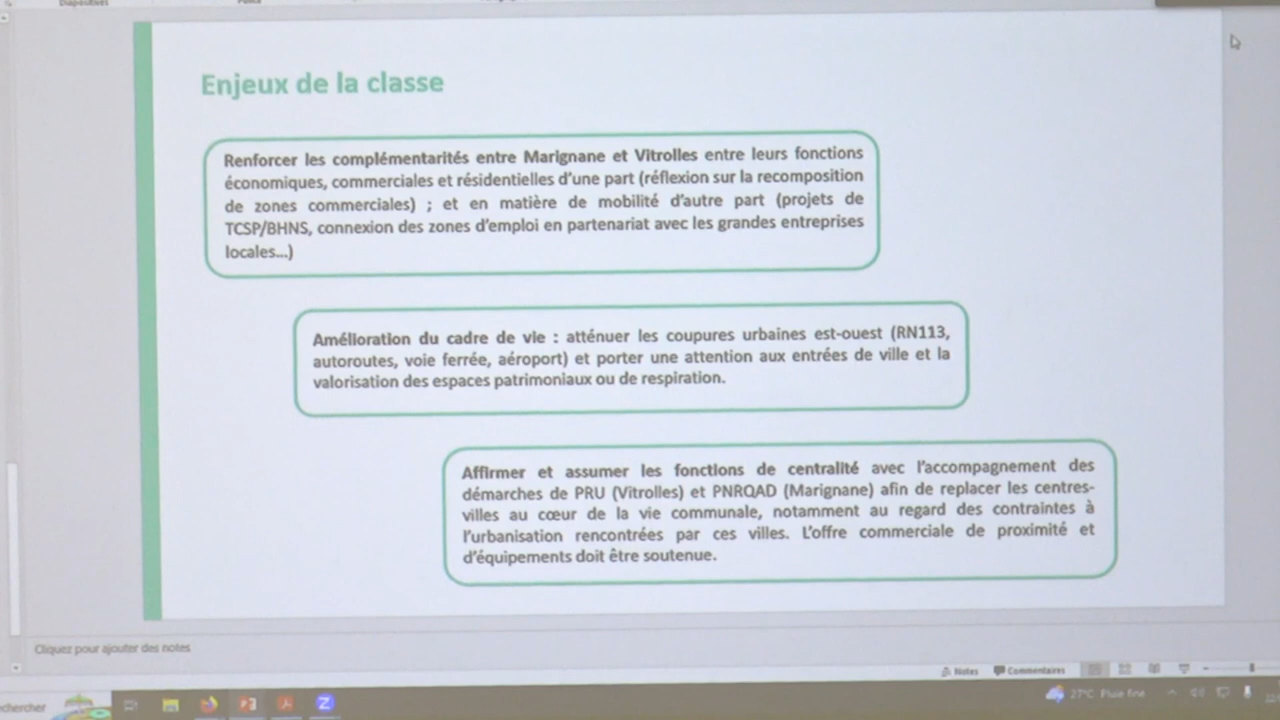 Diapositives
Enjeux de la classe
Renforcer les complémentarités entre Marignane et Vitrolles entre leurs fonctions
économiques, commerciales et résidentielles d'une part (réflexion sur la recomposition
de zones commerciales) ; et en matière de mobilité d'autre part (projets de
TCSP/BHNS, connexion des zones d'emploi en partenariat avec les grandes entreprises
locales...)
Amélioration du cadre de vie : atténuer les coupures urbaines est-ouest (RN113,
autoroutes, voie ferrée, aéroport) et porter une attention aux entrées de ville et la
valorisation des espaces patrimoniaux ou de respiration.
Affirmer et assumer les fonctions de centralité avec l'accompagnement des
démarches de PRU (Vitrolles) et PNRQAD (Marignane) afin de replacer les centres-
villes au cœur de la vie communale, notamment au regard des contraintes à
l'urbanisation rencontrées par ces villes. L'offre commerciale de proximité et
d'équipements doit être soutenue.
Cliquez pour ajouter des notes
Notes Commentaires
echercher
27°C Pluie fine